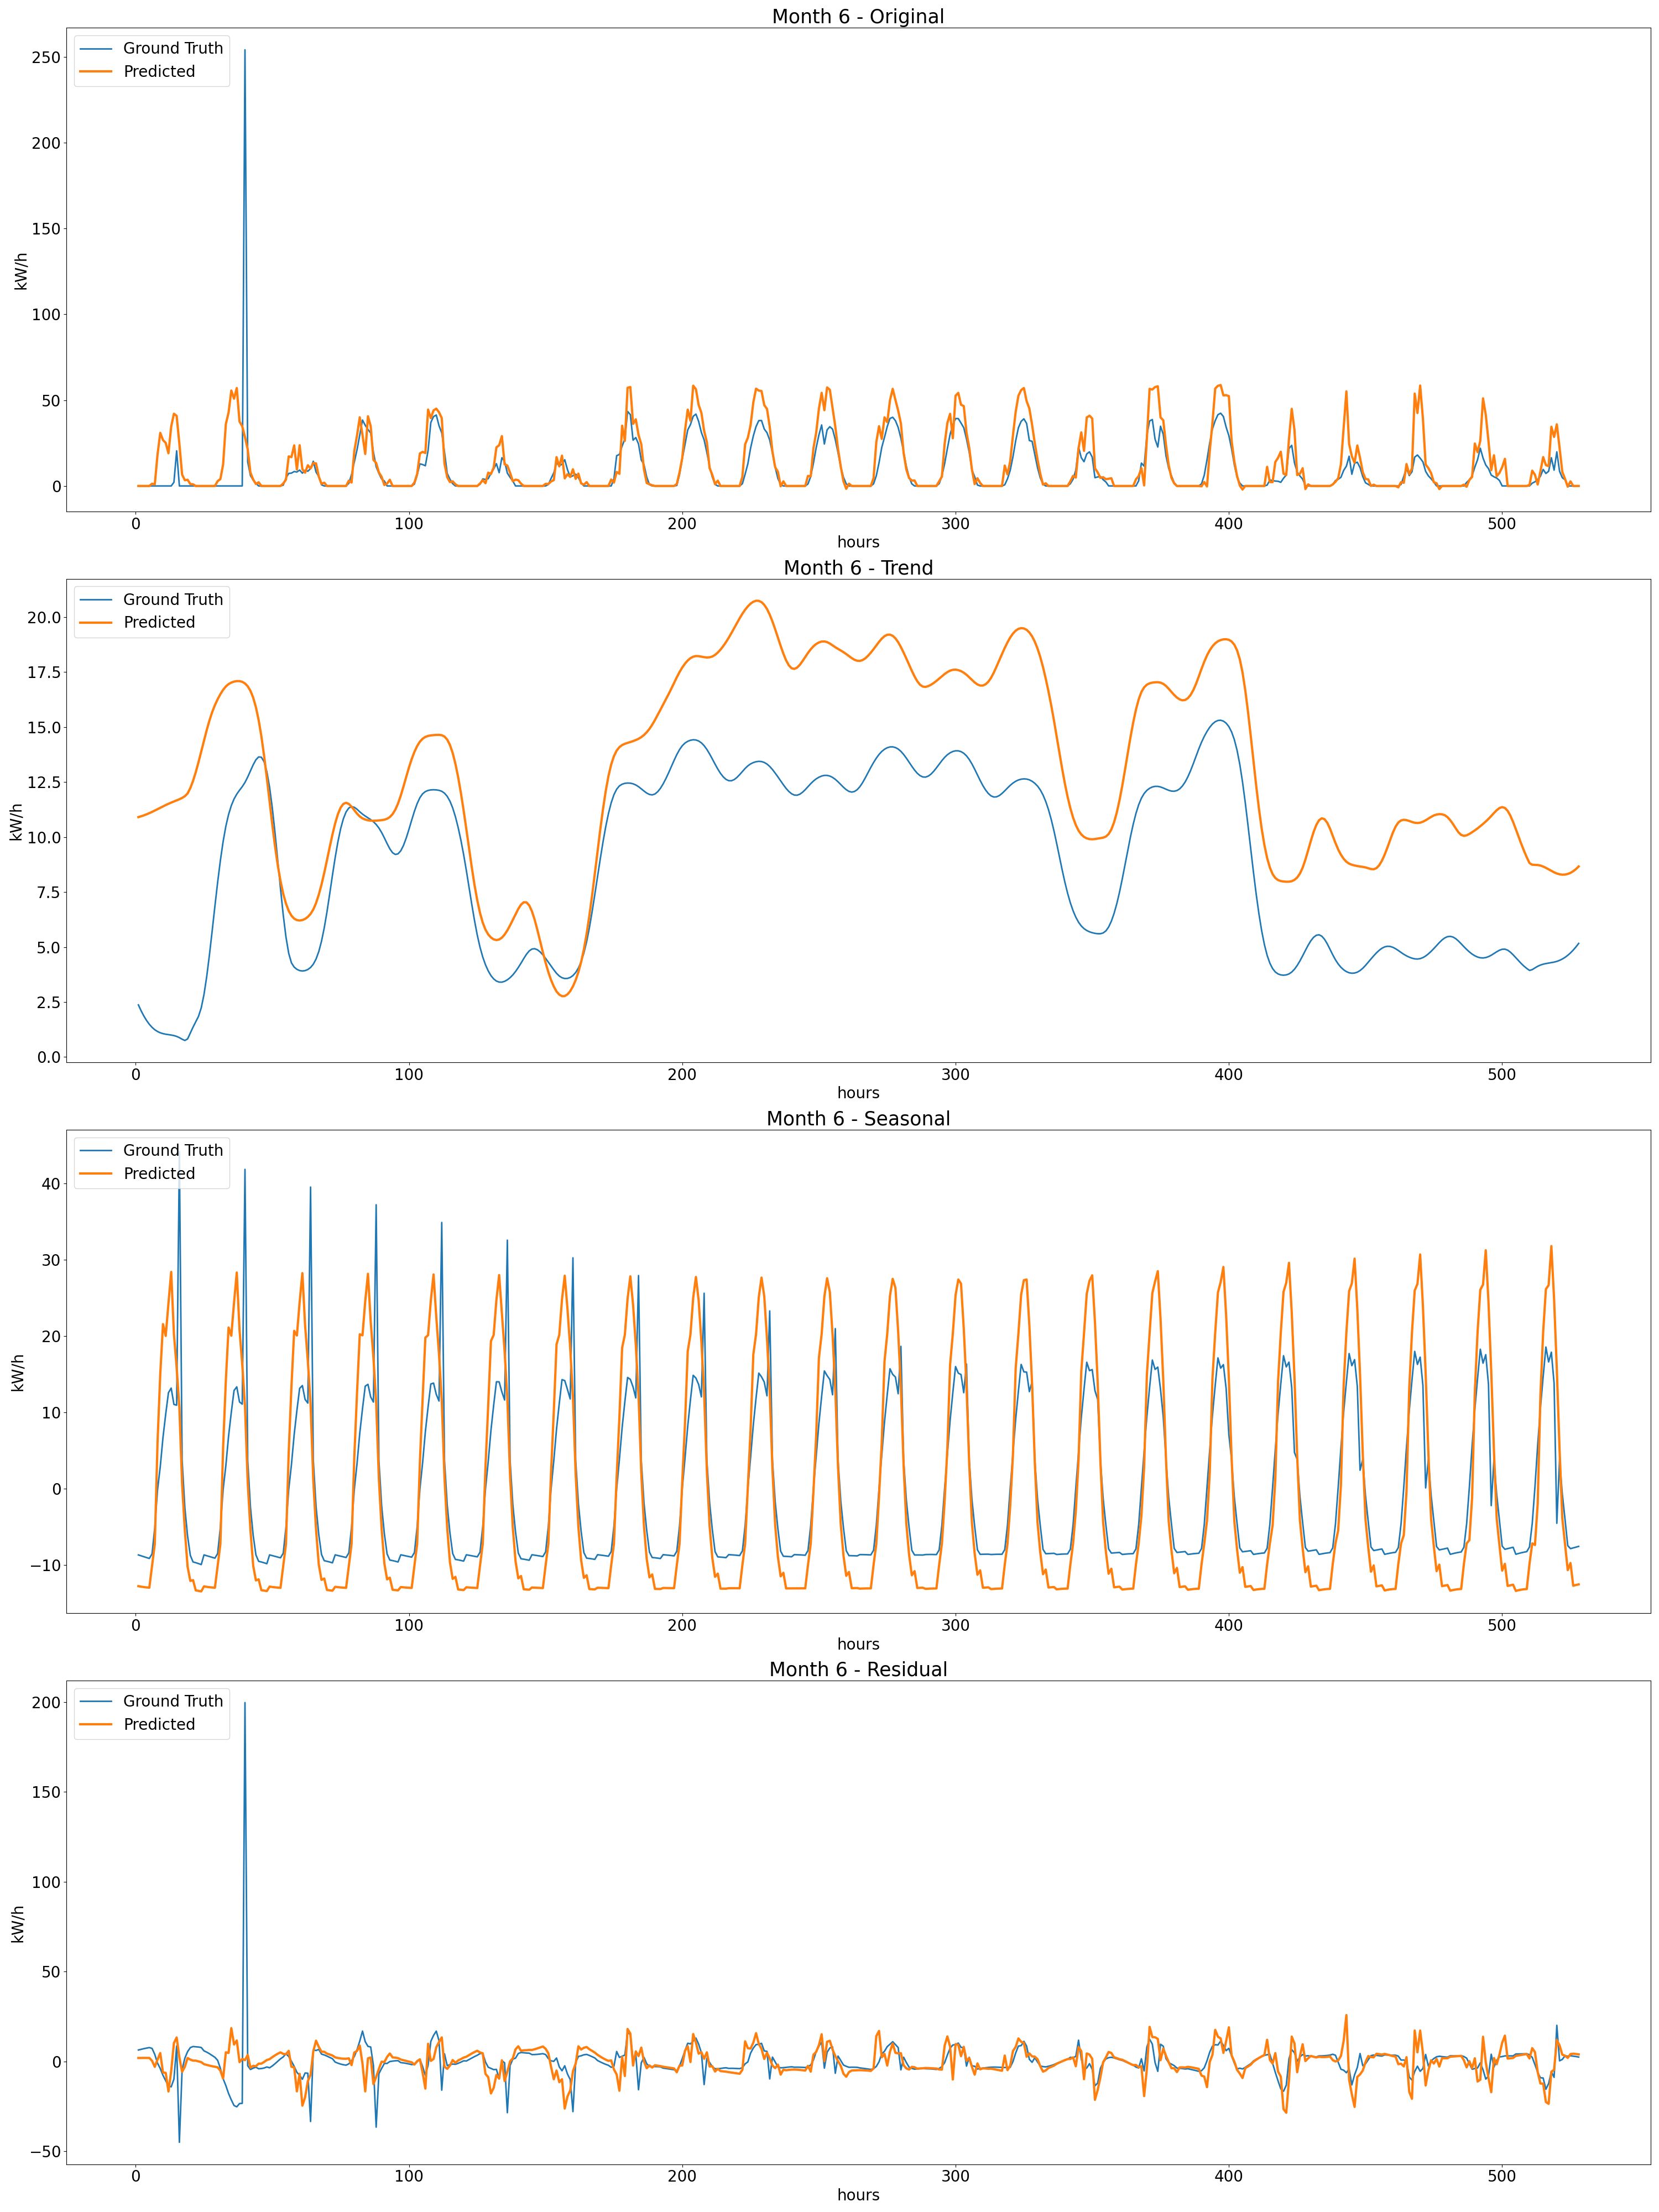 Month 6 - Original
Ground Truth
Predicted
250
200
150
100
50
0
kW/h
0 100 200 300 400 500
hours
Month 6 - Trend
Ground Truth
Predicted
20.0
17.5
15.0
12.5
10.0
7.5
5.0
2.5
0.0
kW/h
0 100 200 300 400 500
hours
Month 6 - Seasonal
Ground Truth
Predicted
40
30
20
10
0
−10
kW/h
0 100 200 300 400 500
hours
Month 6 - Residual
Ground Truth
Predicted
200
150
100
50
0
−50
kW/h
0 100 200 300 400 500
hours